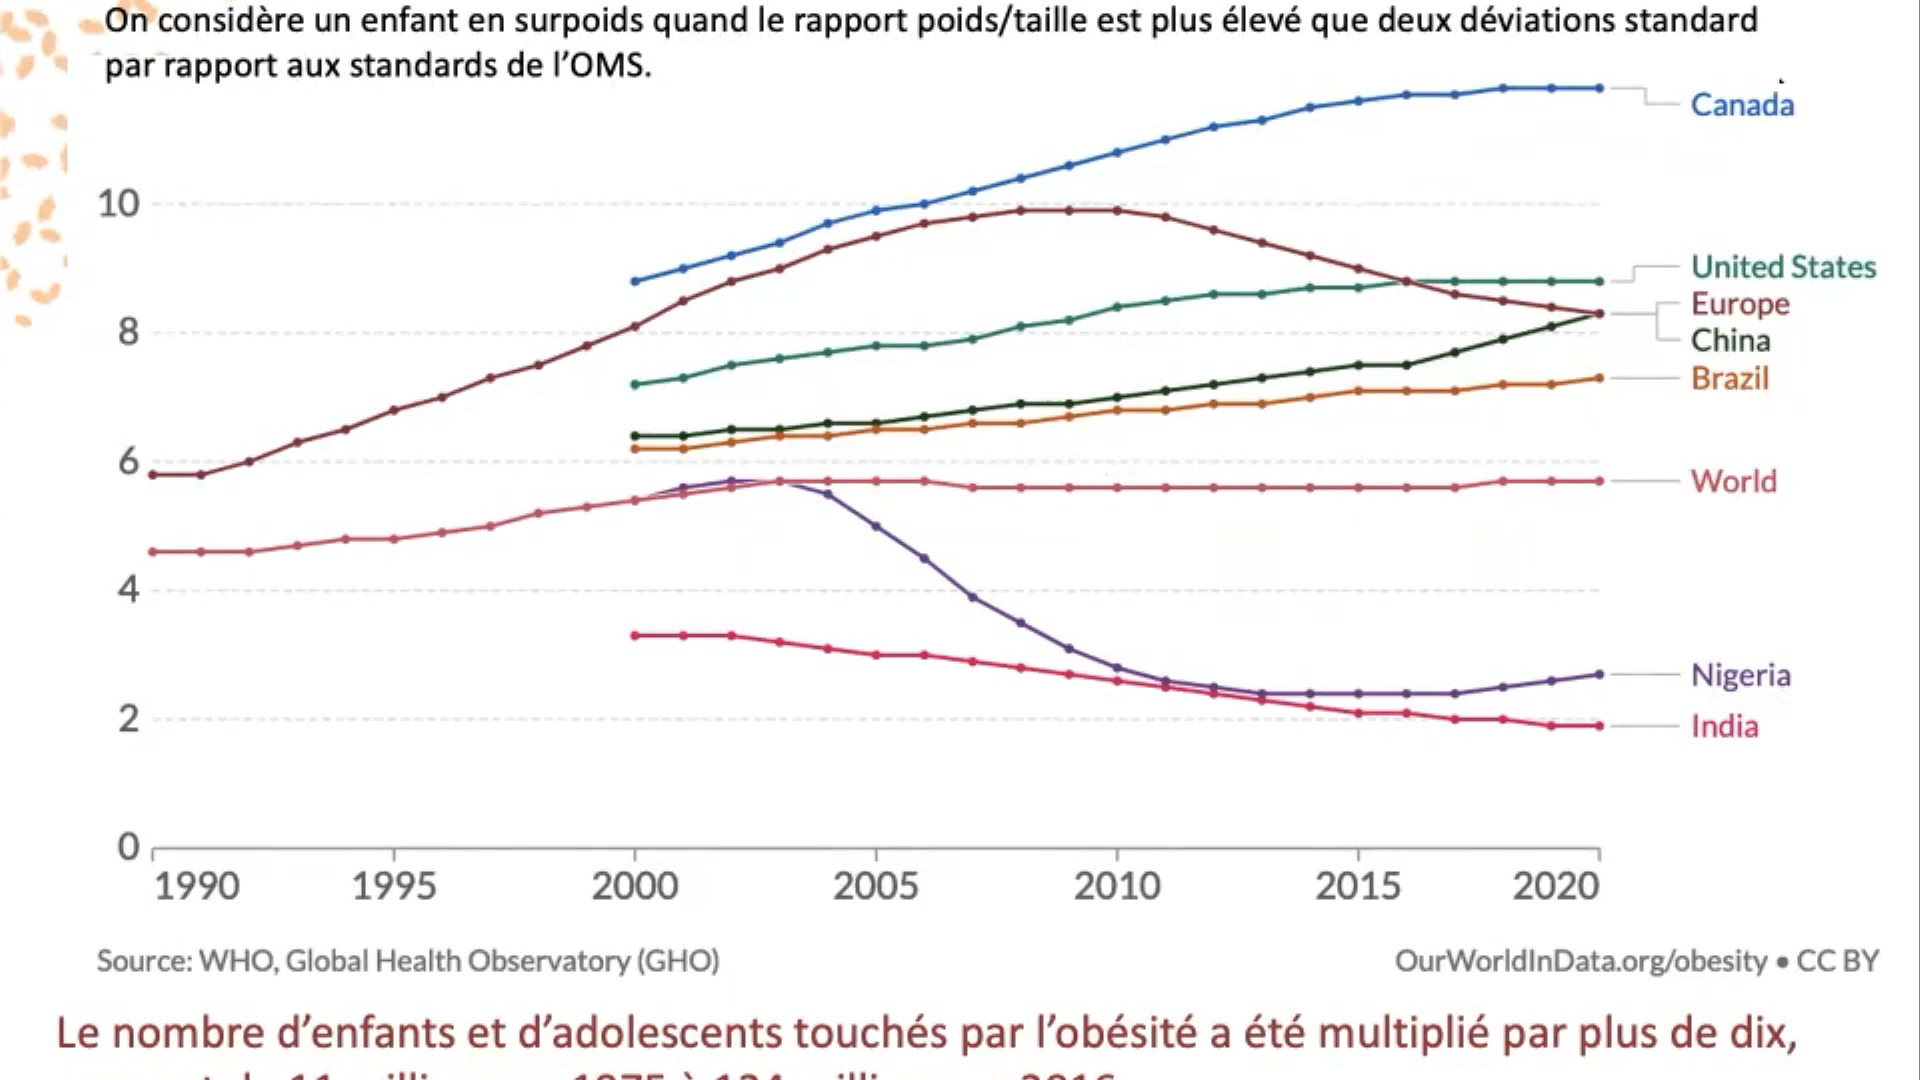 On considère un enfant en surpoids quand le rapport poids/taille est plus élevé que deux déviations standard
par rapport aux standards de l’OMS.
Canada
10
United States
Europe
8
China
Brazil
6
World
4
Nigeria
2
India
0
1990 1995 2000 2005 2010 2015 2020
Source: WHO, Global Health Observatory (GHO)
OurWorldInData.org/obesity • CC BY
Le nombre d’enfants et d’adolescents touchés par l’obésité a été multiplié par plus de dix,